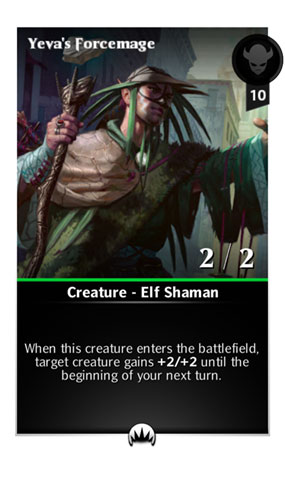 Yeva's Forcemage
10
2 / 2
Creature - Elf Shaman
When this creature enters the battlefield,
target creature gains +2/+2 until the
beginning of your next turn.